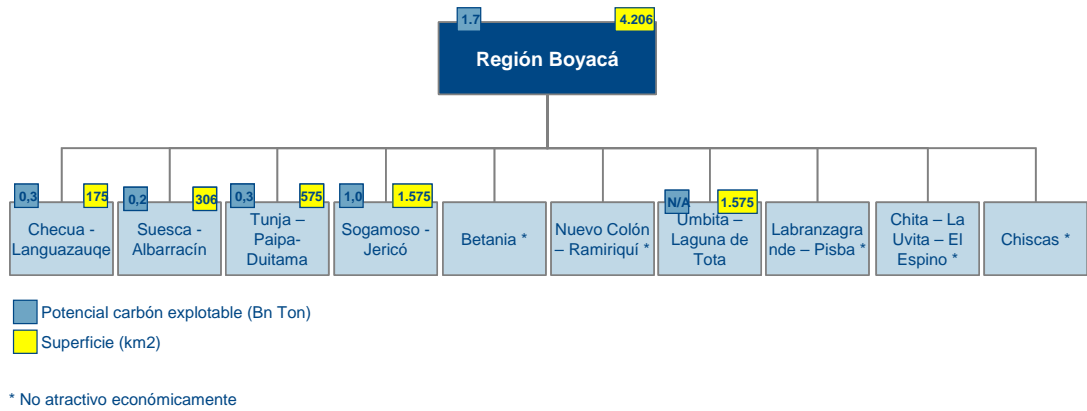 1.7
4.206
Región Boyacá
0,3
175
Checua -
Languazauqe
0,2
306
Suesca -
Albarracín
0,3
575
Tunja –
Paipa-
Duitama
1,0
1.575
Sogamoso -
Jericó
Betania *
Nuevo Colón
– Ramiriquí *
N/A
1.575
Umbita –
Laguna de
Tota
Labranzagra
nde – Pisba *
Chita – La
Uvita – El
Espino *
Chiscas *
Potencial carbón explotable (Bn Ton)
Superficie (km2)
* No atractivo económicamente